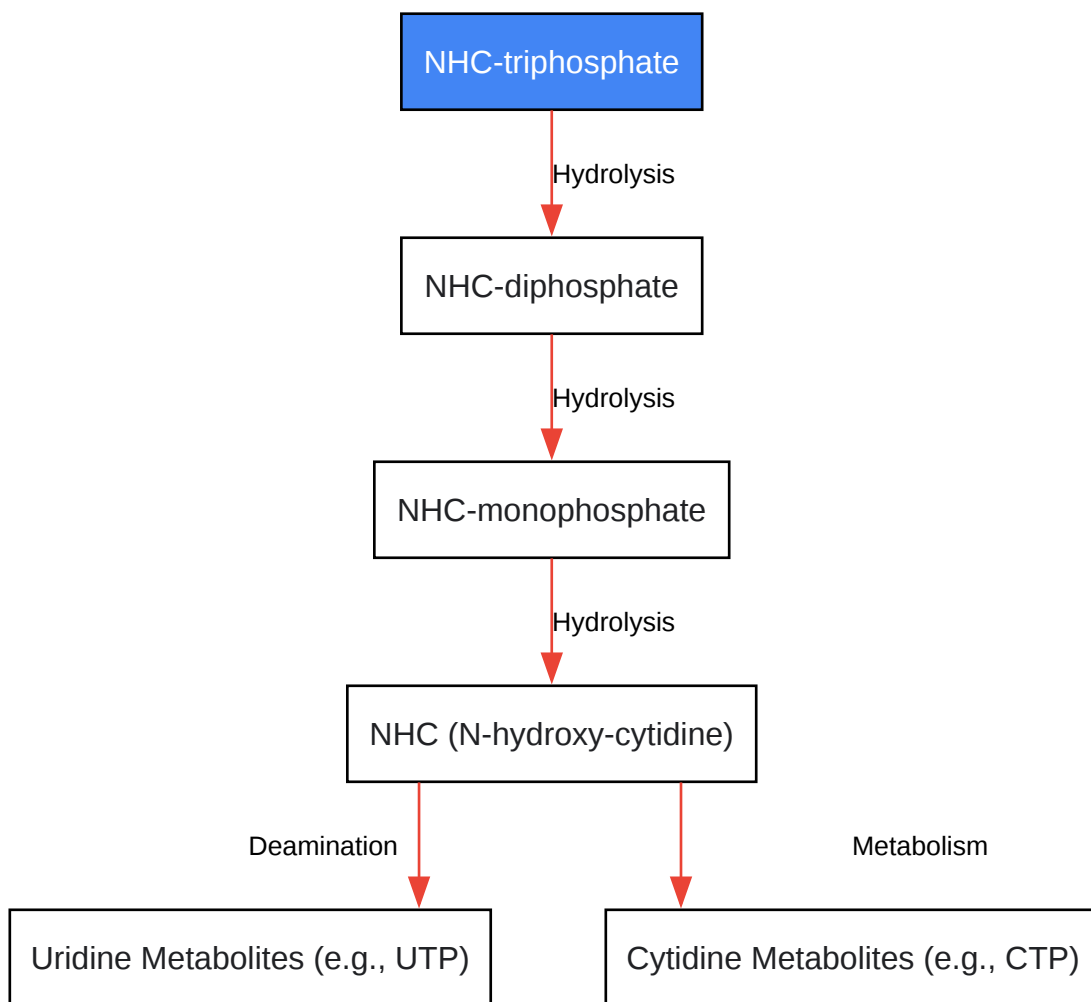 NHC-triphosphate
Hydrolysis
NHC-diphosphate
Hydrolysis
NHC-monophosphate
Hydrolysis
NHC (N-hydroxy-cytidine)
Deamination
Metabolism
Uridine Metabolites (e.g., UTP)
Cytidine Metabolites (e.g., CTP)